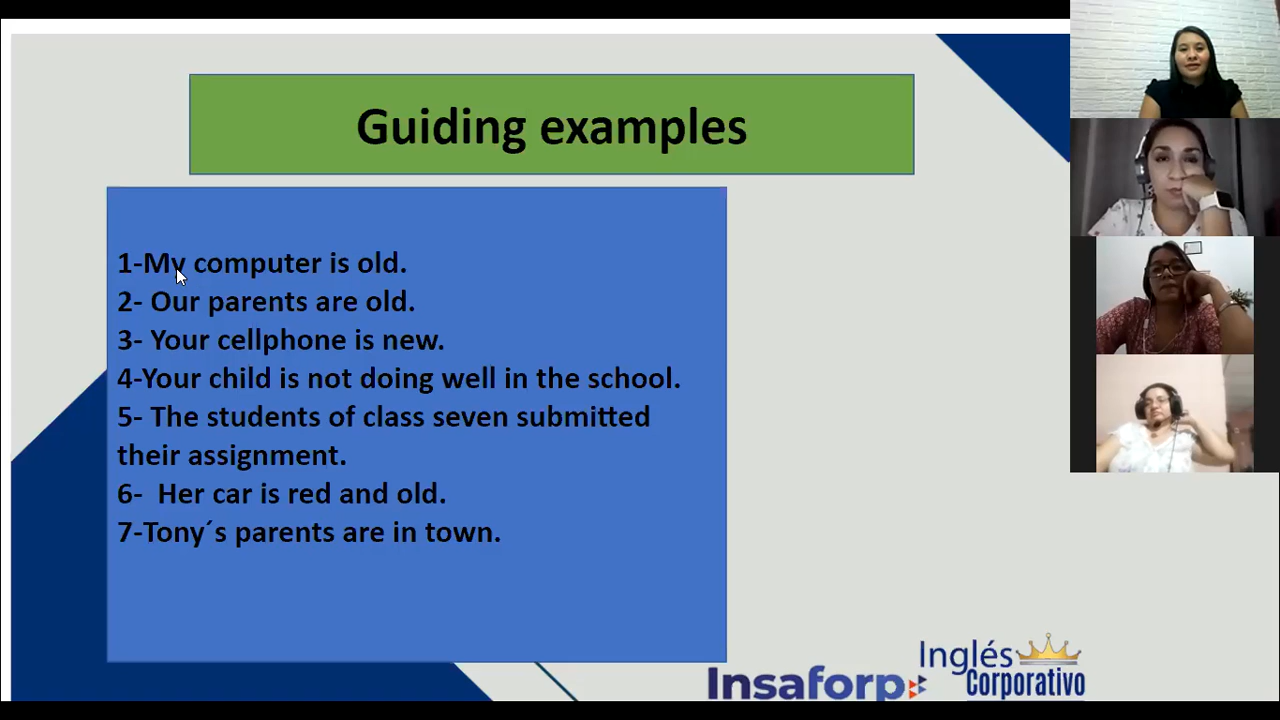 Guiding examples
1-My computer is old.
2- Our parents are old.
3- Your cellphone is new.
4-Your child is not doing well in the school.
5- The students of class seven submitted
their assignment.
6-  Her car is red and old.
7-Tony´s parents are in town.
Insaforp
Inglés
Corporativo